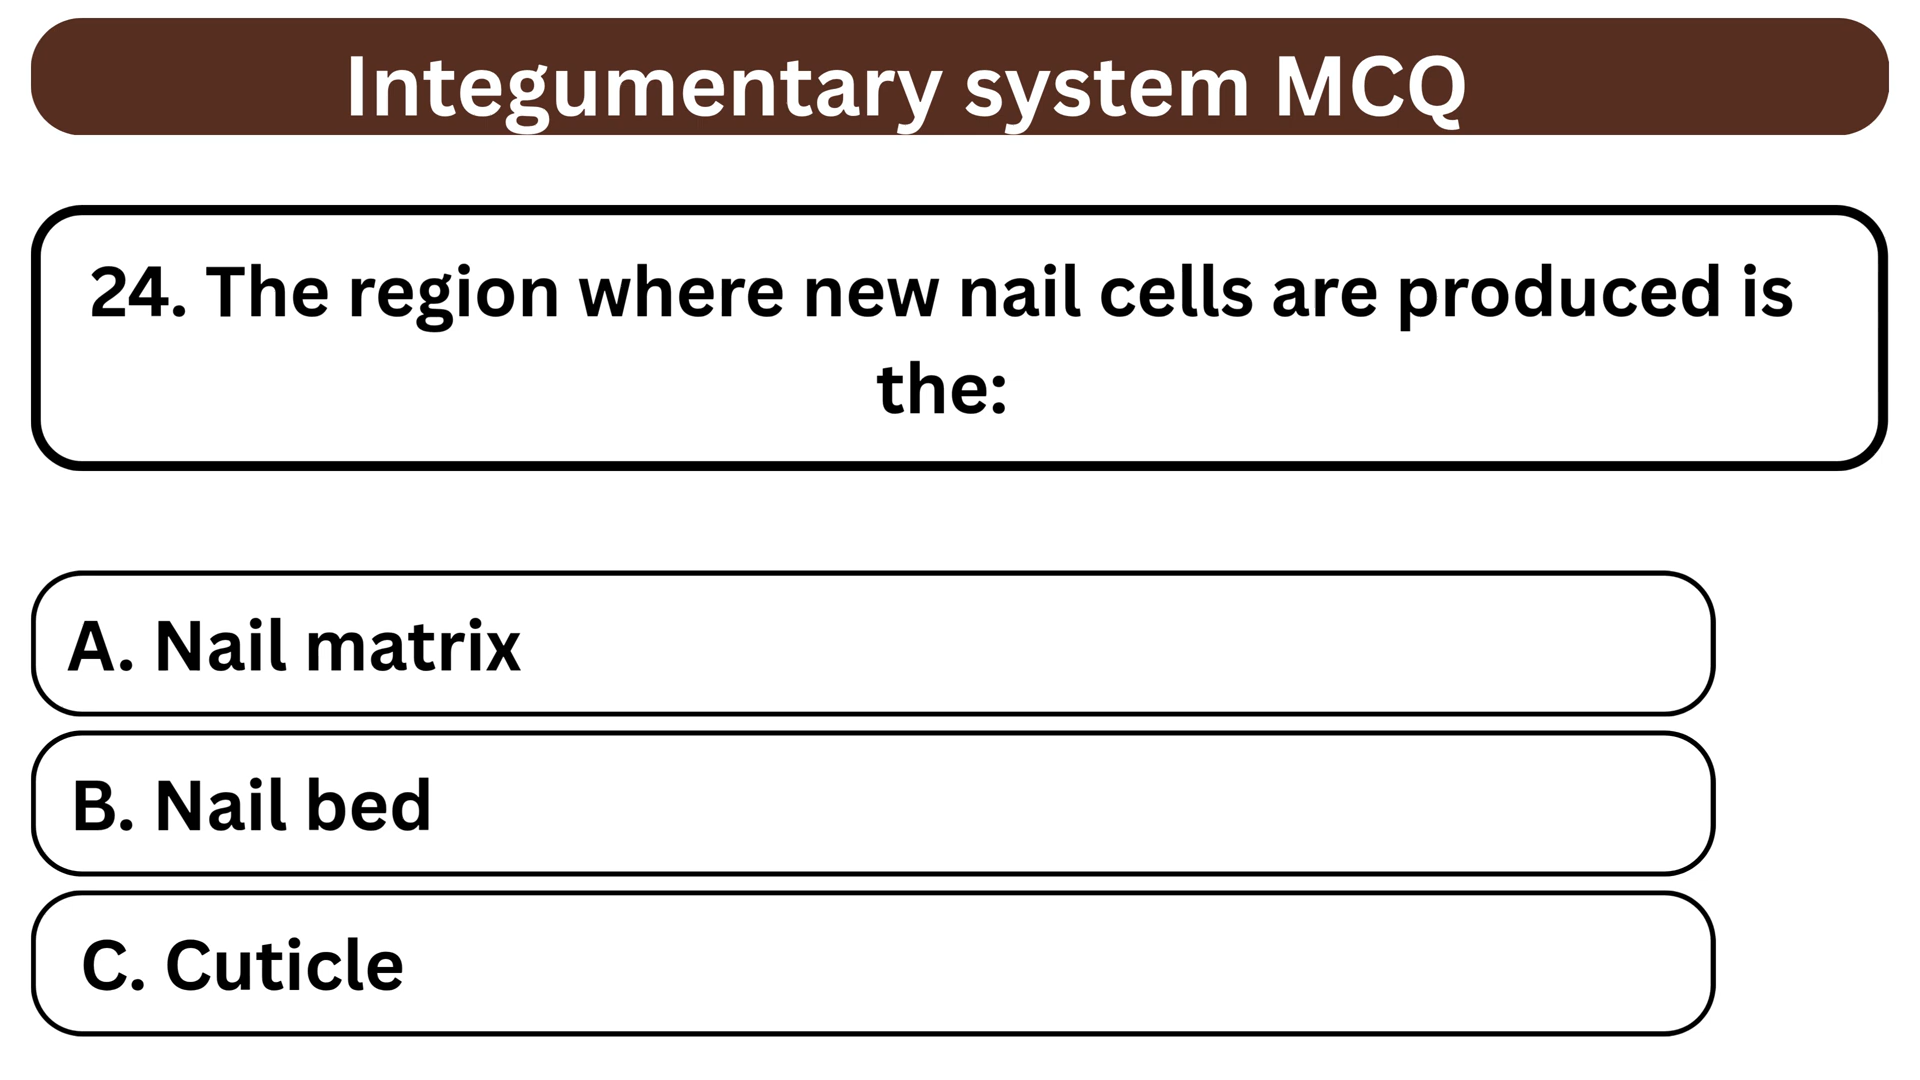 Integumentary system MCQ
24. The region where new nail cells are produced is
the:
A. Nail matrix
B. Nail bed
C. Cuticle